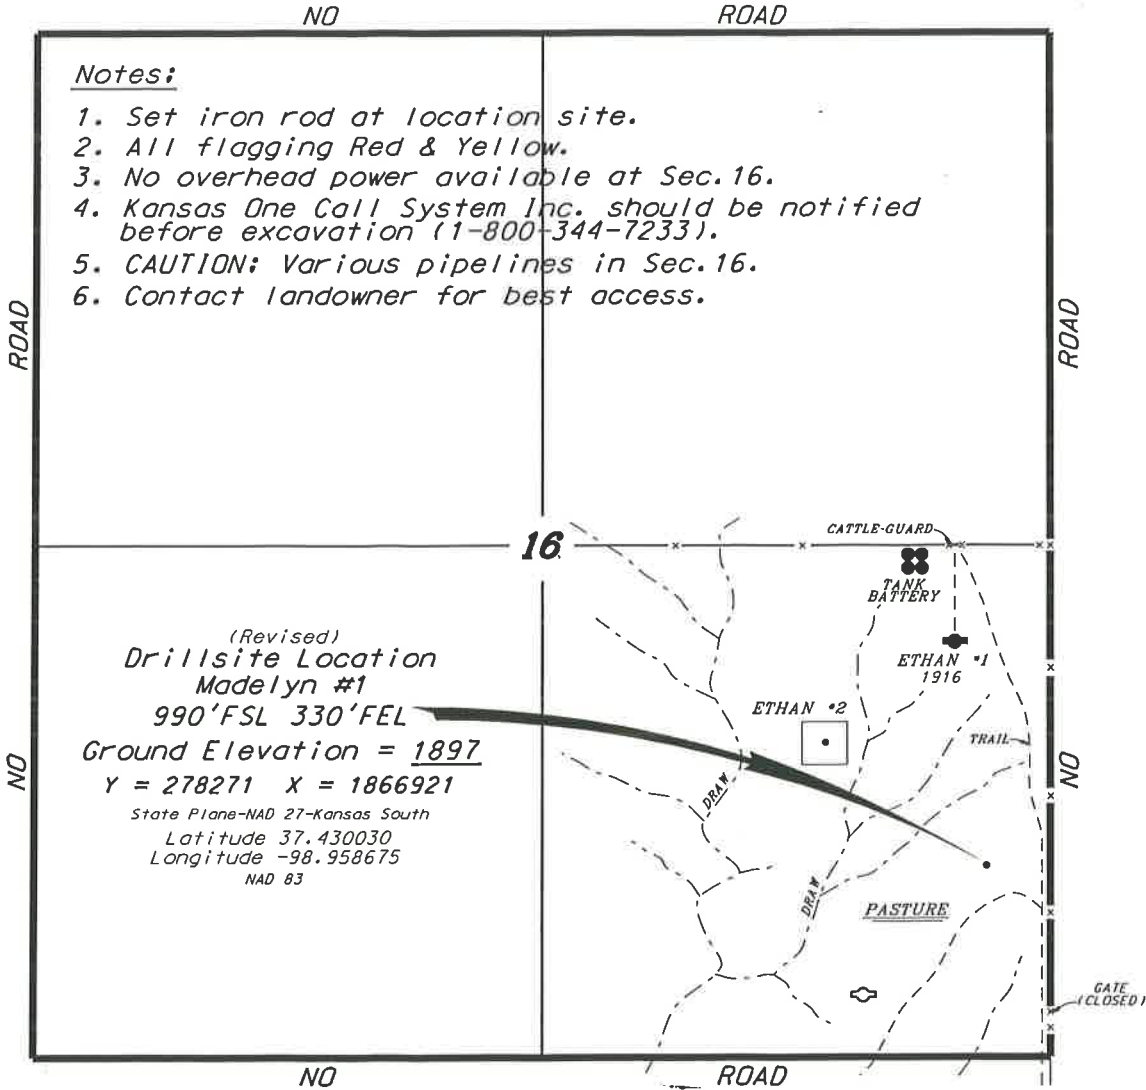 NO ROAD
Notes:
1. Set iron rod at location site.
2. All flagging Red & Yellow.
3. No overhead power available at Sec.16.
4. Kansas One Call System Inc. should be notified
before excavation (1-800-344-7233).
5. CAUTION: Various pipelines in Sec.16.
6. Contact landowner for best access.
ROAD
ROAD
CATTLE-GUARD
16
TANK
BATTERY
(Revised)
Drillsite Location
Madelyn #1
990'FSL 330'FEL
Ground Elevation = 1897
Y = 278271 X = 1866921
State Plane-NAD 27-Kansas South
Latitude 37.430030
Longitude -98.958675
NAD 83
ETHAN #1
1916
ETHAN #2
TRAIL
NO
NO
DRAW
DRAW
PASTURE
GATE
(CLOSED)
NO ROAD